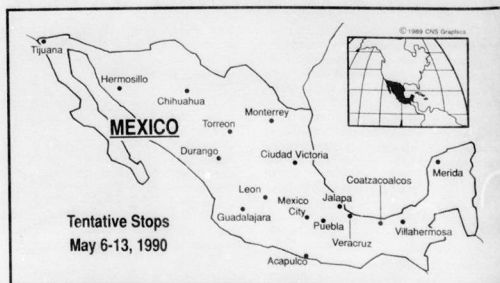 © 1989 CNS Graphics
Tijuana
Hermosillo
Chihuahua
Monterrey
MEXICO
Torreon
Durango
Ciudad Victoria
Coatzacoalcos
Merida
Leon
Mexico
City
Jalapa
Guadalajara
Puebla
Veracruz
Villahermosa
Acapulco
Tentative Stops
May 6-13, 1990